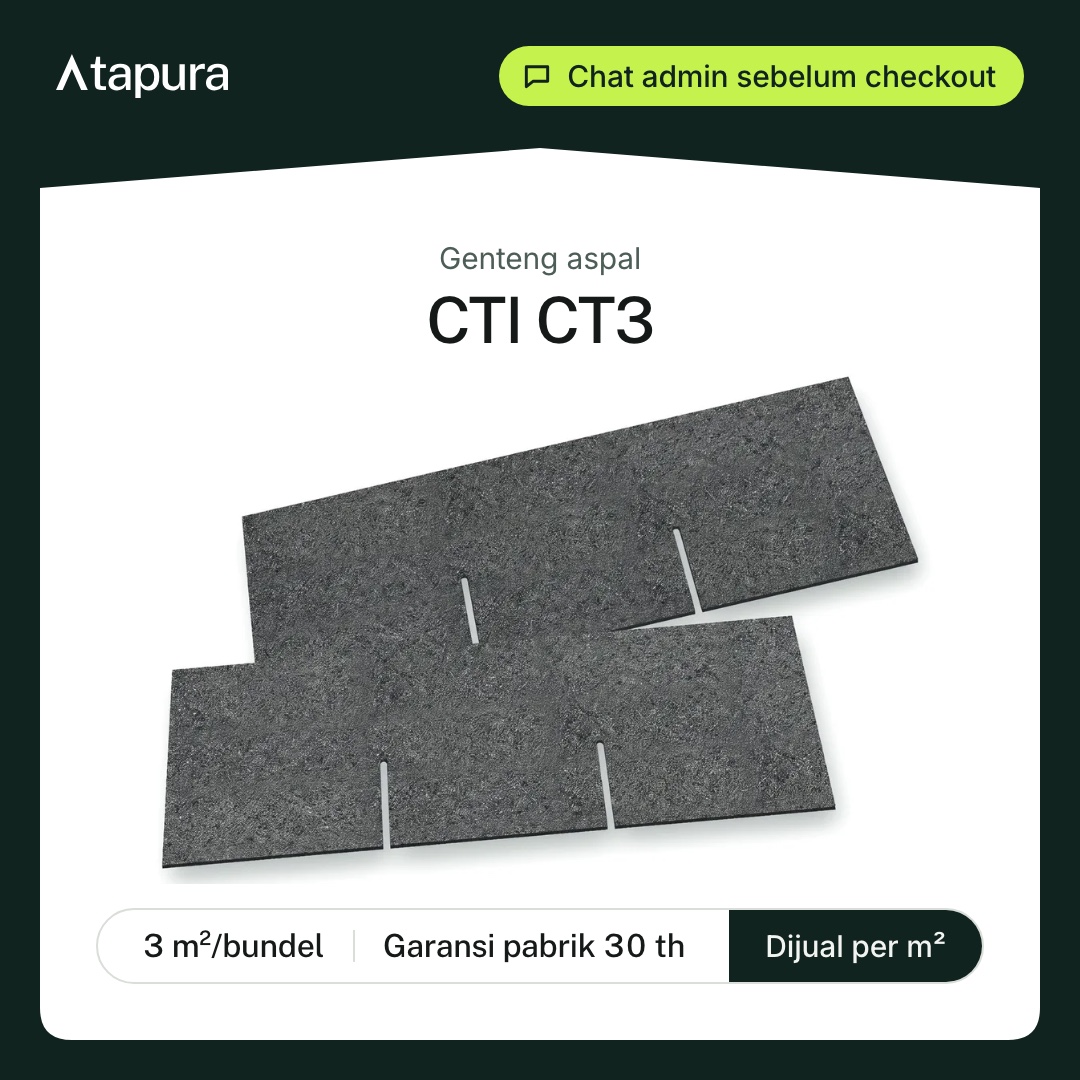 Atapura
Chat admin sebelum checkout
Genteng aspal
CTI CT3
3 m²/bundel
Garansi pabrik 30 th
Dijual per m²